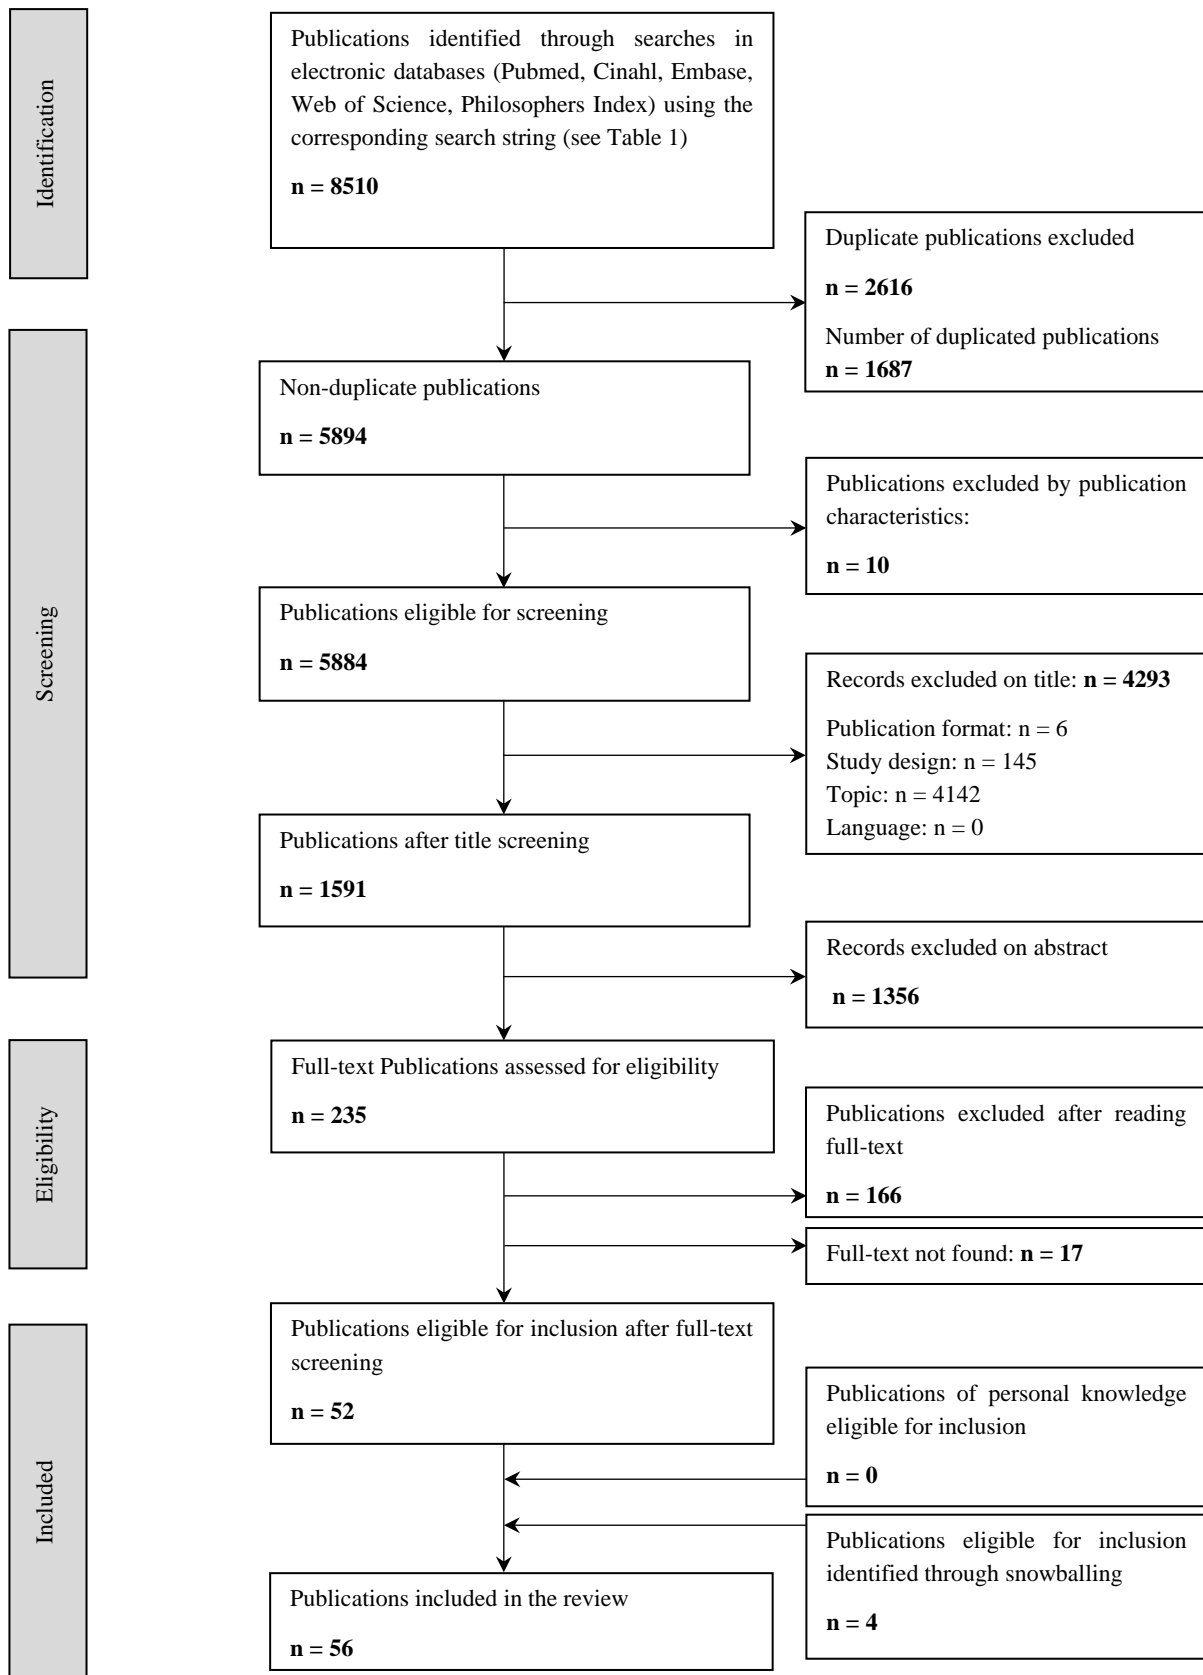 Identification
Publications identified through searches in
electronic databases (Pubmed, Cinahl, Embase,
Web of Science, Philosophers Index) using the
corresponding search string (see Table 1)
n = 8510
Duplicate publications excluded
n = 2616
Number of duplicated publications
n = 1687
Screening
Non-duplicate publications
n = 5894
Publications excluded by publication
characteristics:
n = 10
Publications eligible for screening
n = 5884
Records excluded on title: n = 4293
Publication format: n = 6
Study design: n = 145
Topic: n = 4142
Language: n = 0
Publications after title screening
n = 1591
Records excluded on abstract
n = 1356
Eligibility
Full-text Publications assessed for eligibility
n = 235
Publications excluded after reading
full-text
n = 166
Full-text not found: n = 17
Included
Publications eligible for inclusion after full-text
screening
n = 52
Publications of personal knowledge
eligible for inclusion
n = 0
Publications eligible for inclusion
identified through snowballing
n = 4
Publications included in the review
n = 56